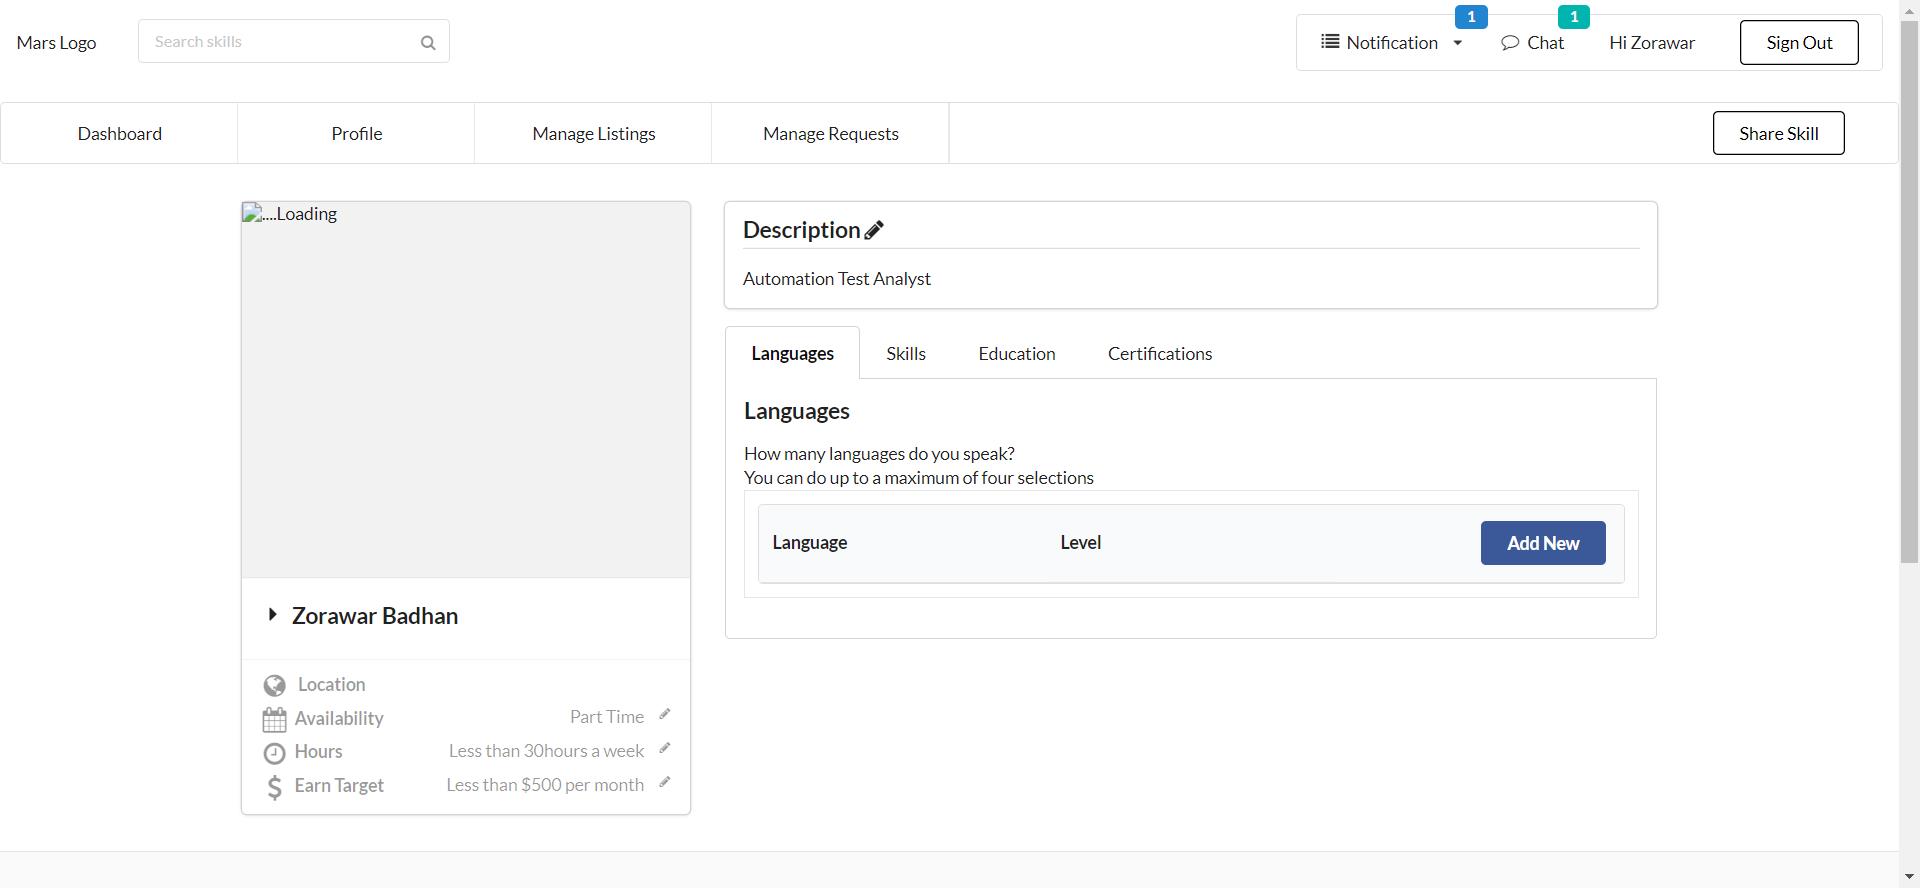 Mars Logo
Search skills
Notification
1
Chat
1
Hi Zorawar
Sign Out
Dashboard
Profile
Manage Listings
Manage Requests
Share Skill
....Loading
Zorawar Badhan
Location
Availability Part Time
Hours Less than 30hours a week
Earn Target Less than $500 per month
Description
Automation Test Analyst
Languages
Skills
Education
Certifications
Languages
How many languages do you speak?
You can do up to a maximum of four selections
Language Level Add New